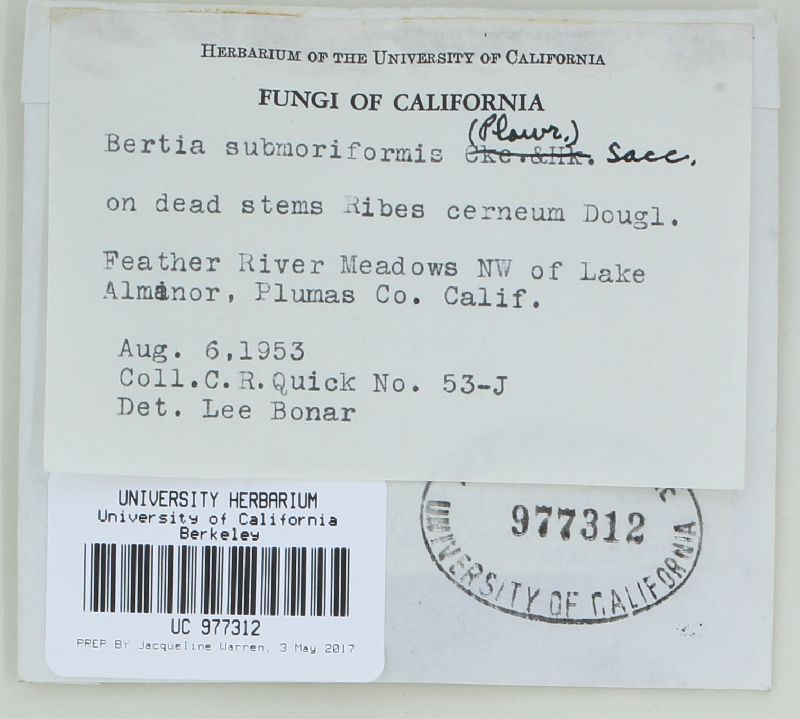 HERBARIUM OF THE UNIVERSITY OF CALIFORNIA
FUNGI OF CALIFORNIA
(Plowr.)
Bertia submoriformis Cke.&Hk. Sacc.
on dead stems Ribes cerneum Dougl.
Feather River Meadows NW of Lake
Almanor, Plumas Co. Calif.
Aug. 6,1953
Coll.C.R.Quick No. 53-J
Det. Lee Bonar
UNIVERSITY HERBARIUM
University of California
Berkeley
UC 977312
PREP BY Jacqueline Warren, 3 May 2017
977312
UNIVERSITY OF CALIFORNIA